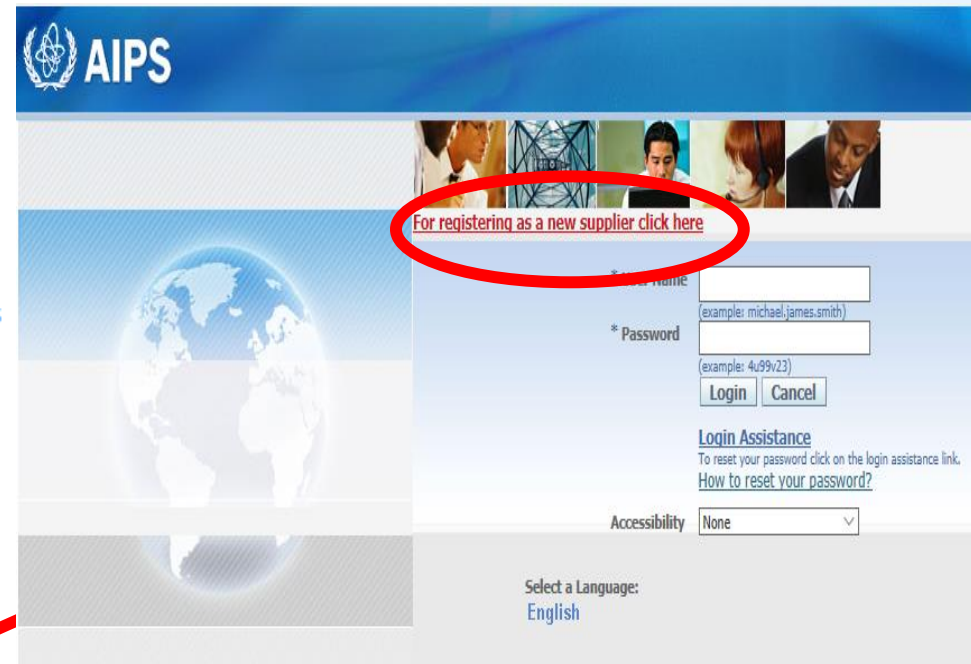 AIPS
For registering as a new supplier click here
* User Name
(example: michael.james.smith)
* Password
(example: 4u99v23)
Login Cancel
Login Assistance
To reset your password click on the login assistance link.
How to reset your password?
Accessibility None
Select a Language:
English